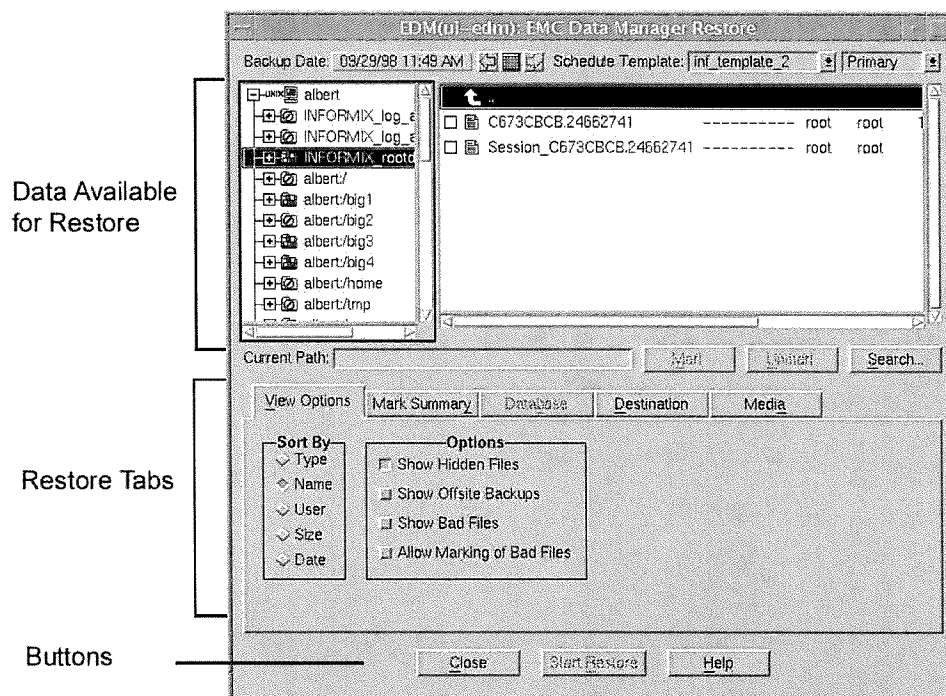 EDM(ul-edm): EMC Data Manager Restore
Backup Date: 09/29/98 11:49 AM Schedule Template: inf_template_2 Primary
UNIX albert
INFORMIX_log_a
INFORMIX_log_a
INFORMIX_rootd
albert:/
albert:/big1
albert:/big2
albert:/big3
albert:/big4
albert:/home
albert:/tmp
..
C673CBCB.24662741 ---------- root root 1
Session_C673CBCB.24662741 ---------- root root
Data Available
for Restore
Current Path: Mark Unmark Search...
View Options Mark Summary Database Destination Media
Restore Tabs
Sort By
Type
Name
User
Size
Date
Options
Show Hidden Files
Show Offsite Backups
Show Bad Files
Allow Marking of Bad Files
Buttons
Close Start Restore Help